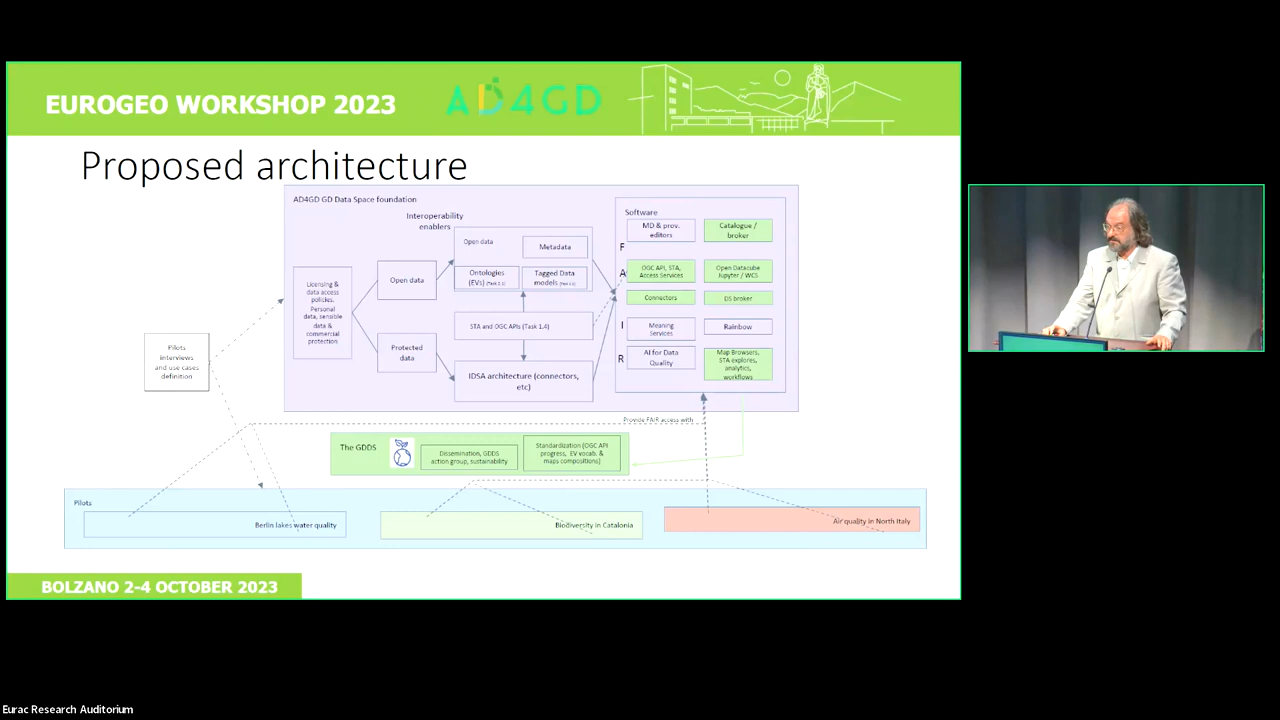 EUROGEO WORKSHOP 2023
AD4GD
Proposed architecture
AD4GD GD Data Space foundation
Interoperability
enablers
Open data
Metadata
Ontologies
(EVs)
Tagged Data
models
Licensing &
data access
policies.
Personal
data, sensible
data &
commercial
protection
Open data
Protected
data
STA and OGC APIs (Task 1.4)
IDSA architecture (connectors,
etc)
Software
MD & prov.
editors
Catalogue /
broker
F
A
OGC API, STA,
Access Services
Open Datacube
Jupyter / WCS
Connectors
DS broker
I
Meaning
Services
Rainbow
R
AI for Data
Quality
Map Browsers,
STA explores,
analytics,
workflows
Pilots
interviews
and use cases
definition
Provide FAIR access with
The GDDS
Dissemination, GDDS
action group, sustainability
Standardization (OGC API
progress, EV vocab. &
maps compositions)
Pilots
Berlin lakes water quality
Biodiversity in Catalonia
Air quality in North Italy
BOLZANO 2-4 OCTOBER 2023
Eurac Research Auditorium